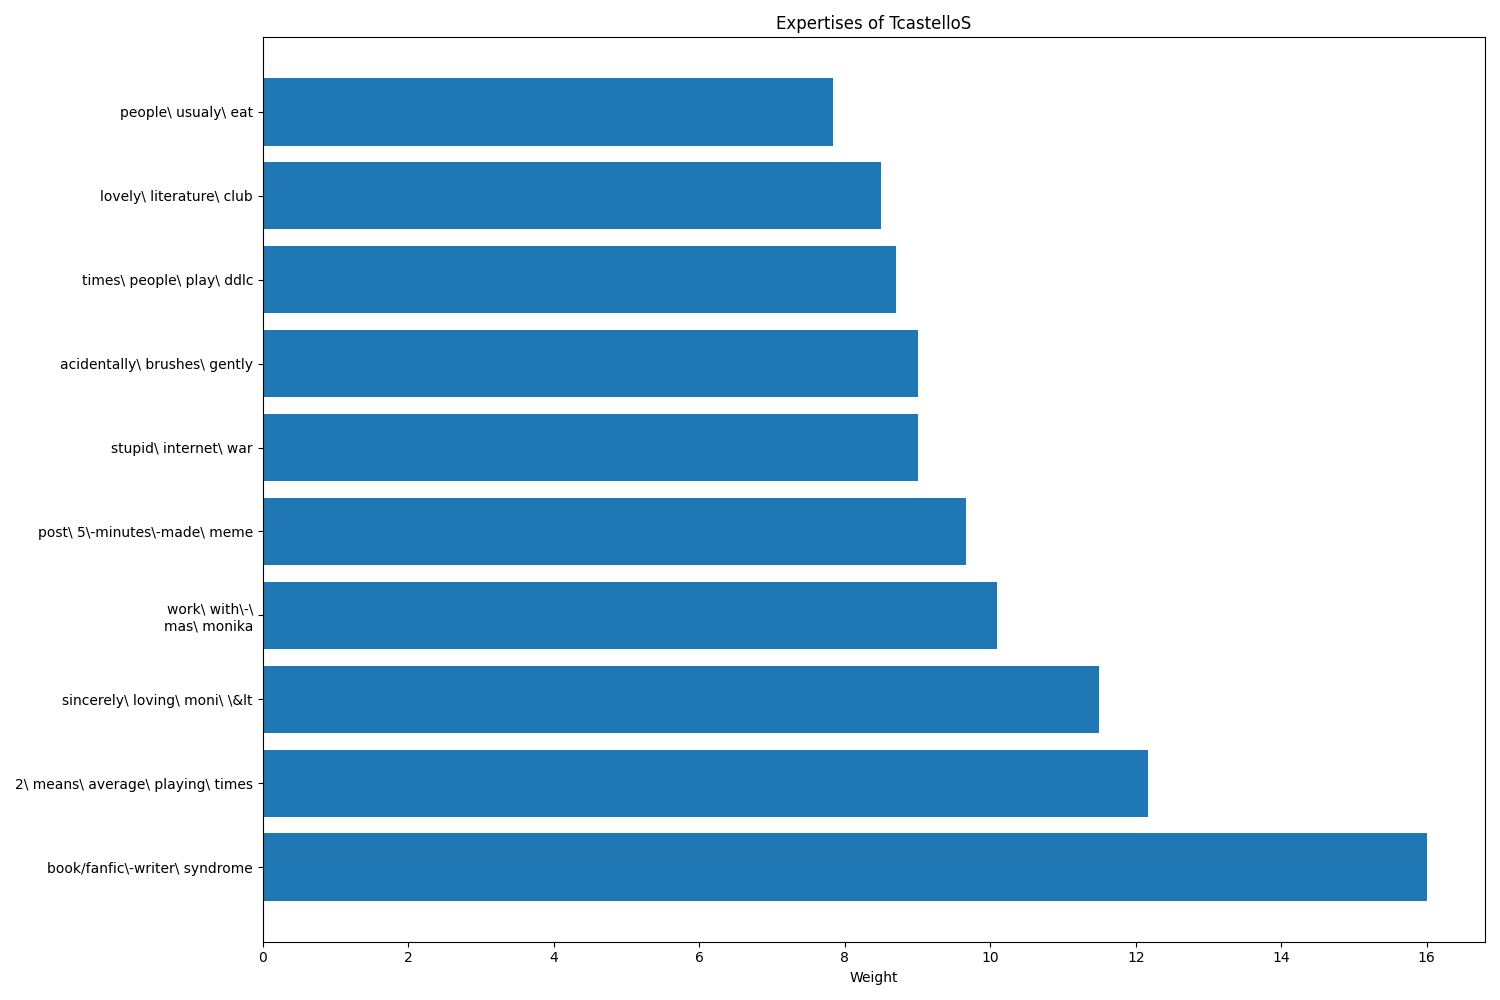 Expertises of TcastelloS
people\ usualy\ eat
lovely\ literature\ club
times\ people\ play\ ddlc
acidentally\ brushes\ gently
stupid\ internet\ war
post\ 5\-minutes\-made\ meme
work\ with\-\
mas\ monika
sincerely\ loving\ moni\ \&lt
2\ means\ average\ playing\ times
book/fanfic\-writer\ syndrome
0 2 4 6 8 10 12 14 16
Weight